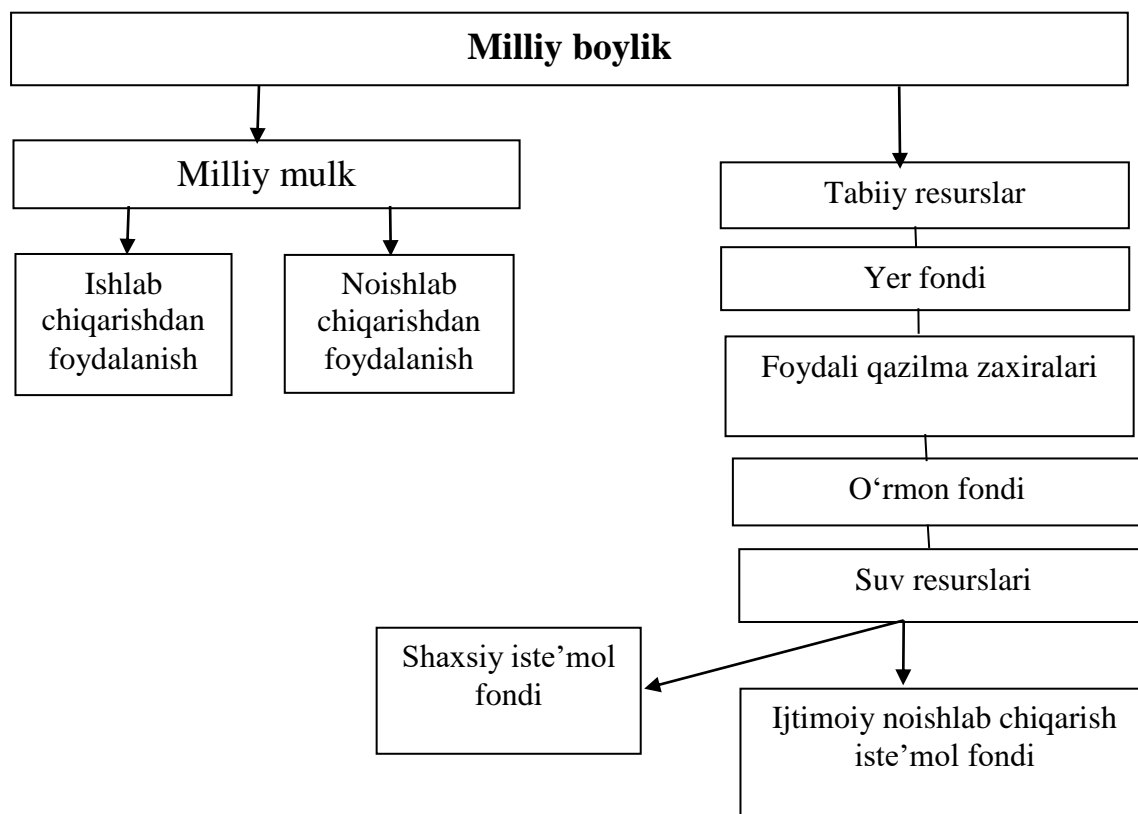 Milliy boylik
Milliy mulk
Tabiiy resurslar
Ishlab
chiqarishdan
foydalanish
Noishlab
chiqarishdan
foydalanish
Yer fondi
Foydali qazilma zaxiralari
O‘rmon fondi
Suv resurslari
Shaxsiy iste’mol
fondi
Ijtimoiy noishlab chiqarish
iste’mol fondi